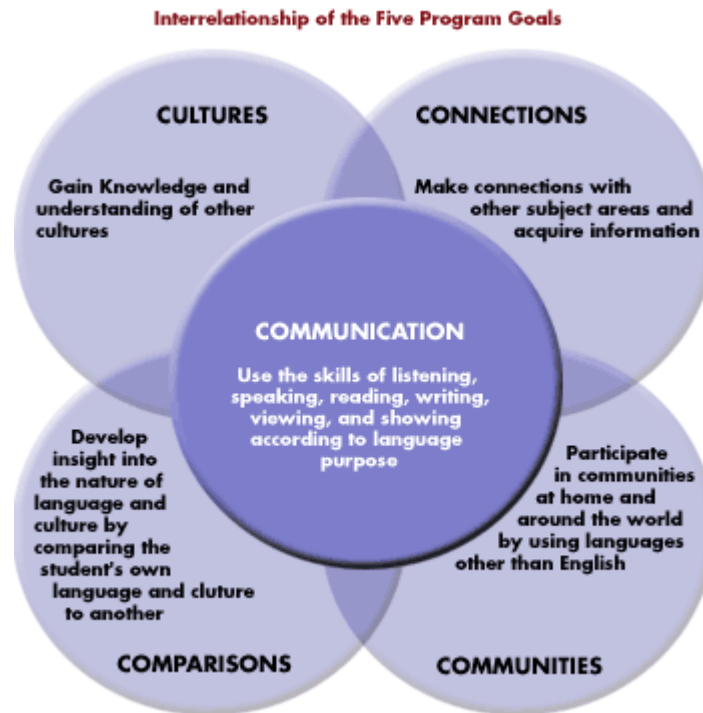 Interrelationship of the Five Program Goals
CULTURES
Gain Knowledge and
understanding of other
cultures
CONNECTIONS
Make connections with
other subject areas and
acquire information
COMMUNICATION
Use the skills of listening,
speaking, reading, writing,
viewing, and showing
according to language
purpose
Develop
insight into
the nature of
language and
culture by
comparing the
student's own
language and cluture
to another
COMPARISONS
Participate
in communities
at home and
around the world
by using languages
other than English
COMMUNITIES